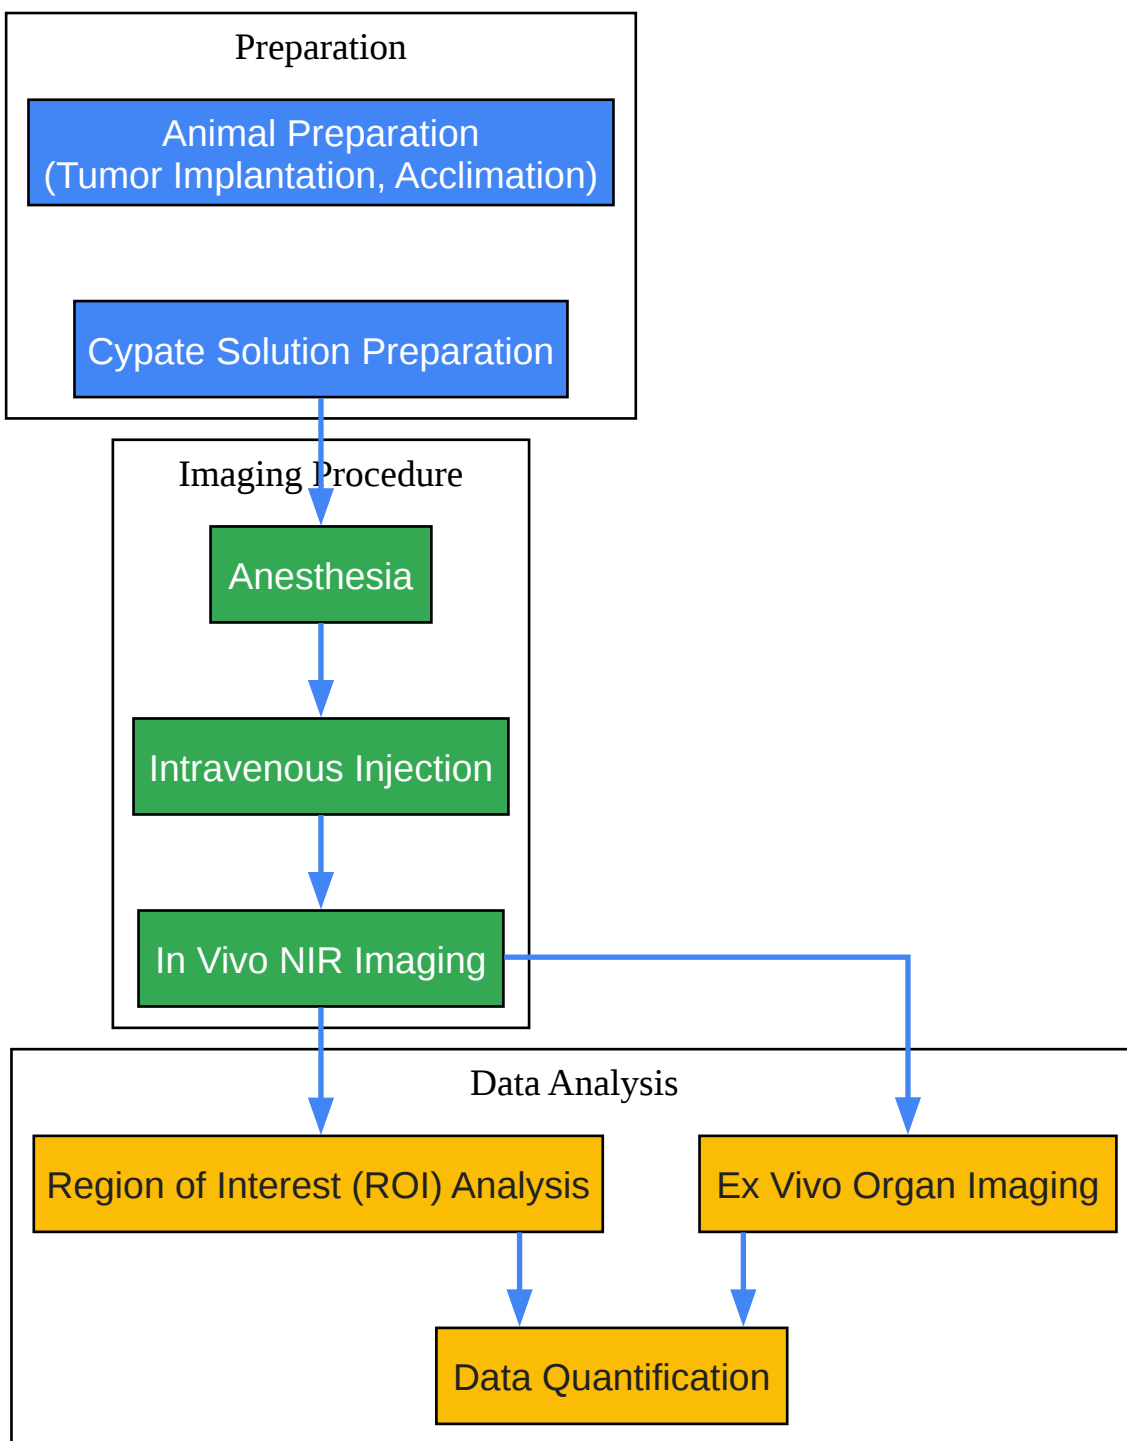 Preparation
Animal Preparation
(Tumor Implantation, Acclimation)
Cypate Solution Preparation
Imaging Procedure
Anesthesia
Intravenous Injection
In Vivo NIR Imaging
Data Analysis
Region of Interest (ROI) Analysis
Ex Vivo Organ Imaging
Data Quantification